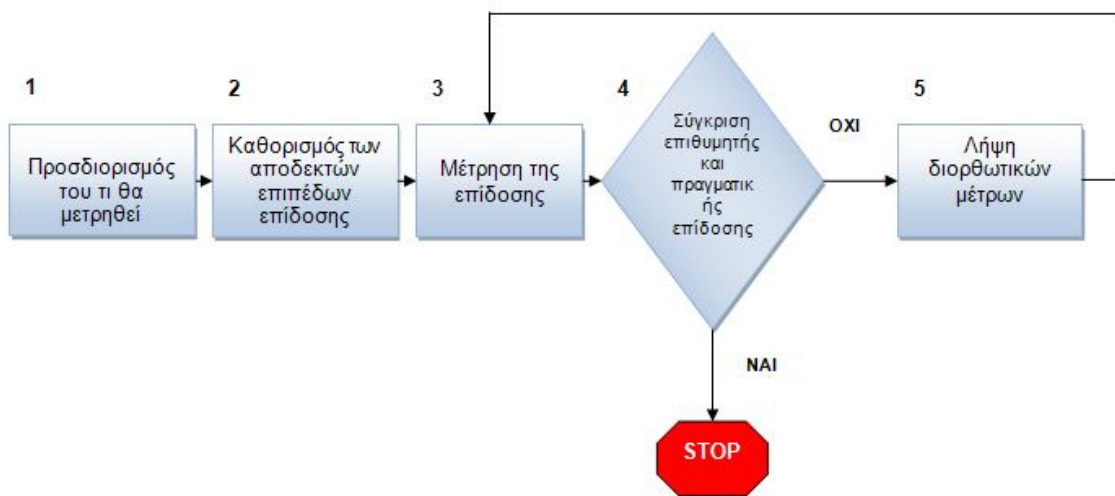 1
Προσδιορισμός
του τι θα
μετρηθεί
2
Καθορισμός των
αποδεκτών
επιπέδων
επίδοσης
3
Μέτρηση της
επίδοσης
4
Σύγκριση
επιθυμητής
και
πραγματικ
ής
επίδοσης
ΟΧΙ
5
Λήψη
διορθωτικών
μέτρων
ΝΑΙ
STOP